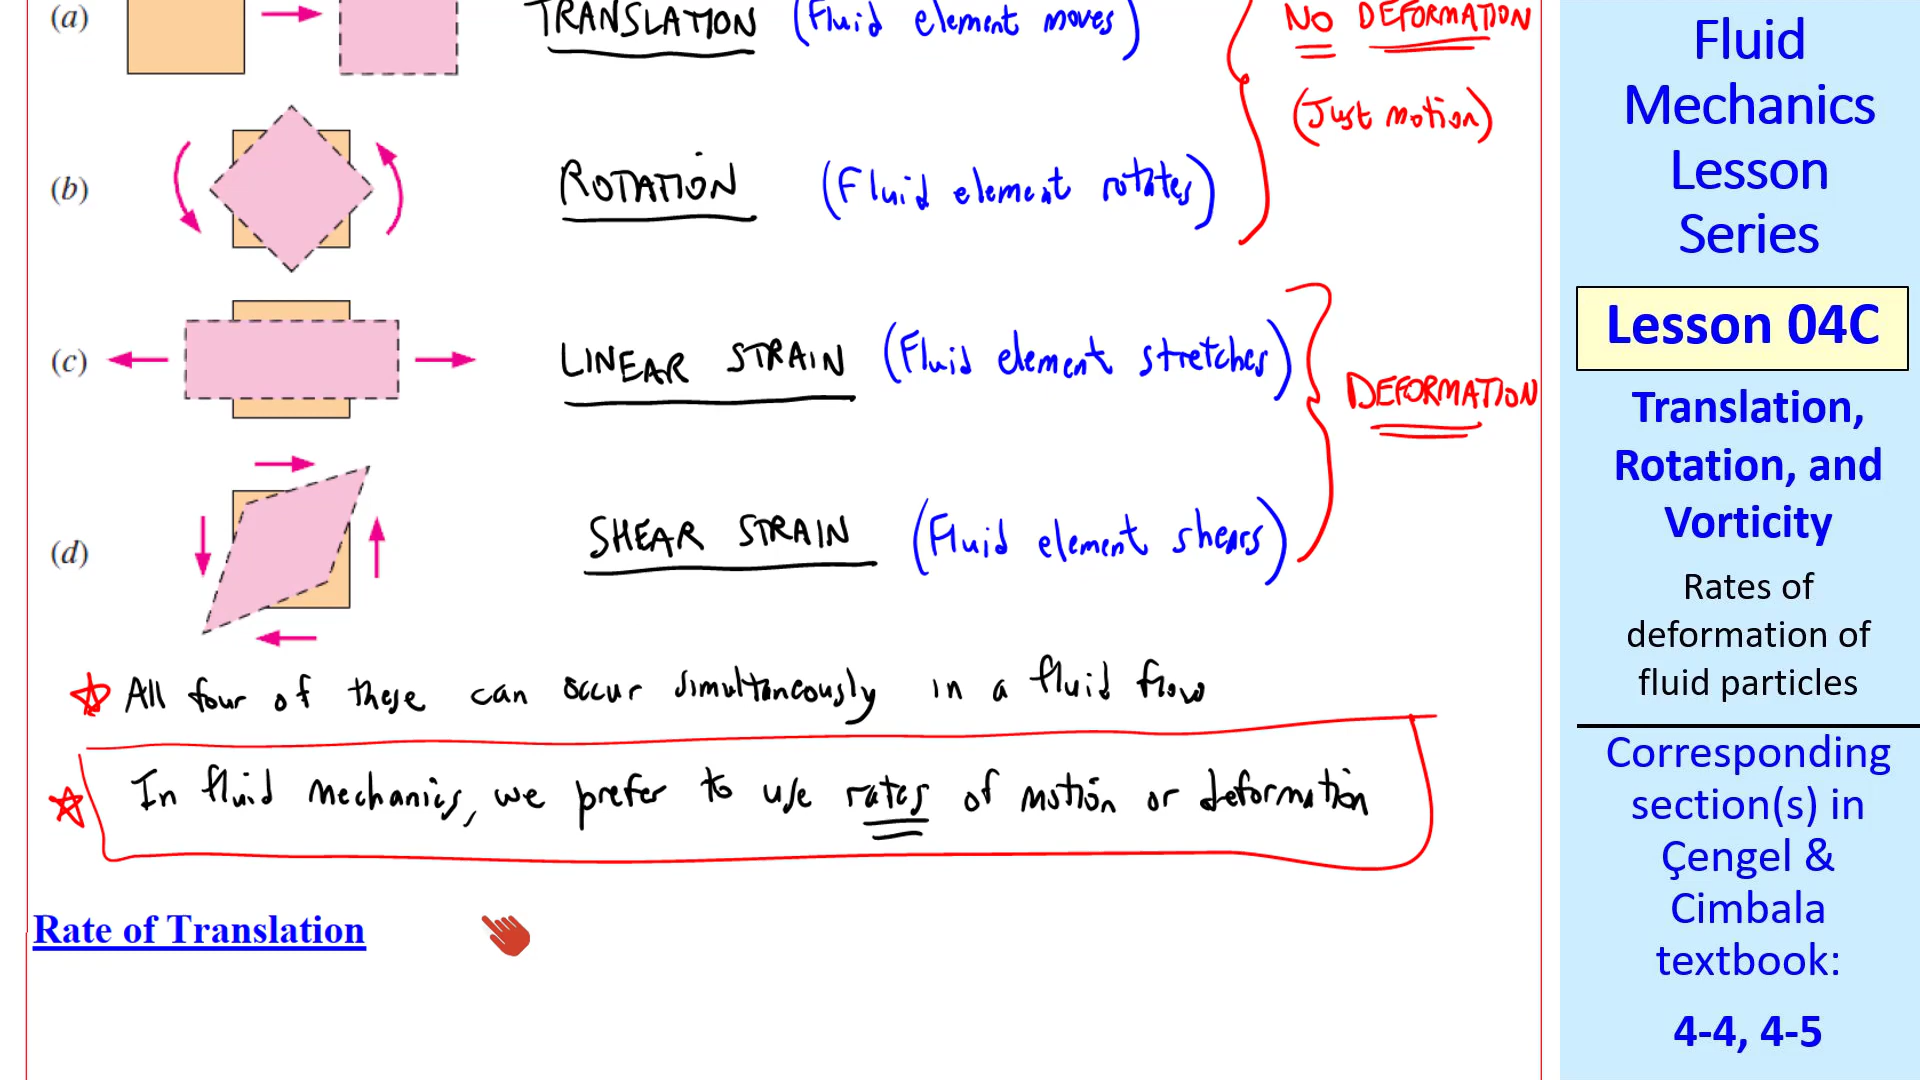 (a) TRANSLATION (Fluid element moves) NO DEFORMATION
(Just motion)
(b) ROTATION (Fluid element rotates)
(c) LINEAR STRAIN (Fluid element stretches)
DEFORMATION
(d) SHEAR STRAIN (Fluid element shears)
All four of these can occur simultaneously in a fluid flow
In fluid mechanics, we prefer to use rates of motion or deformation
Rate of Translation
Fluid
Mechanics
Lesson
Series
Lesson 04C
Translation,
Rotation, and
Vorticity
Rates of
deformation of
fluid particles
Corresponding
section(s) in
Çengel &
Cimbala
textbook:
4-4, 4-5